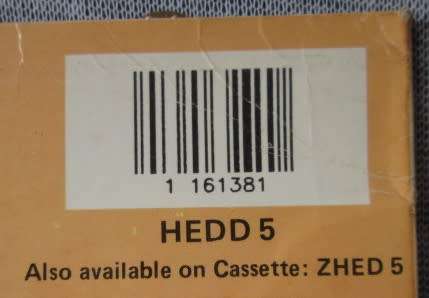 1 161381
HEDD 5
Also available on Cassette: ZHED 5